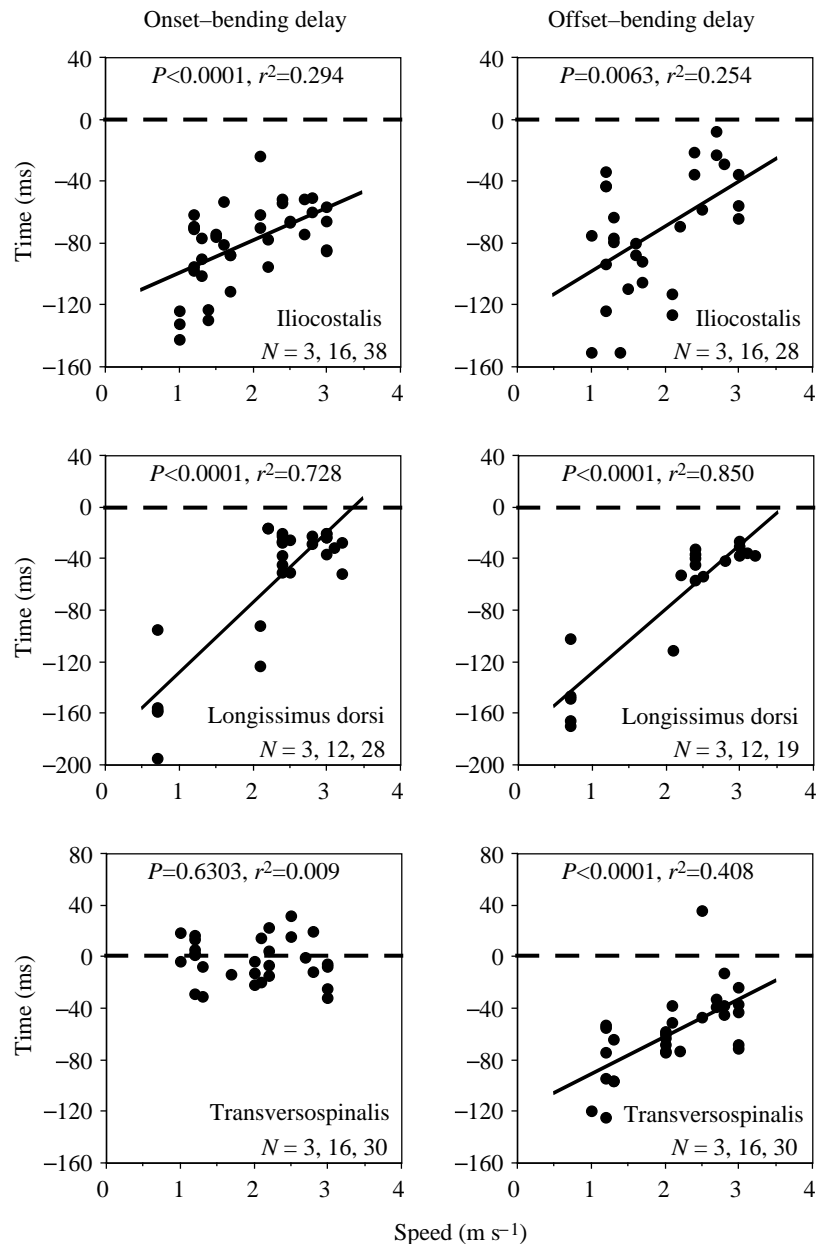 Onset–bending delay
Offset–bending delay
40
0
−40
−80
−120
−160
Time (ms)
P<0.0001, r²=0.294
Iliocostalis
N = 3, 16, 38
0 1 2 3 4
40
0
−40
−80
−120
−160
P=0.0063, r²=0.254
Iliocostalis
N = 3, 16, 28
0 1 2 3 4
40
0
−40
−80
−120
−160
−200
Time (ms)
P<0.0001, r²=0.728
Longissimus dorsi
N = 3, 12, 28
0 1 2 3 4
40
0
−40
−80
−120
−160
−200
P<0.0001, r²=0.850
Longissimus dorsi
N = 3, 12, 19
0 1 2 3 4
80
40
0
−40
−80
−120
−160
Time (ms)
P=0.6303, r²=0.009
Transversospinalis
N = 3, 16, 30
0 1 2 3 4
80
40
0
−40
−80
−120
−160
P<0.0001, r²=0.408
Transversospinalis
N = 3, 16, 30
0 1 2 3 4
Speed (m s⁻¹)